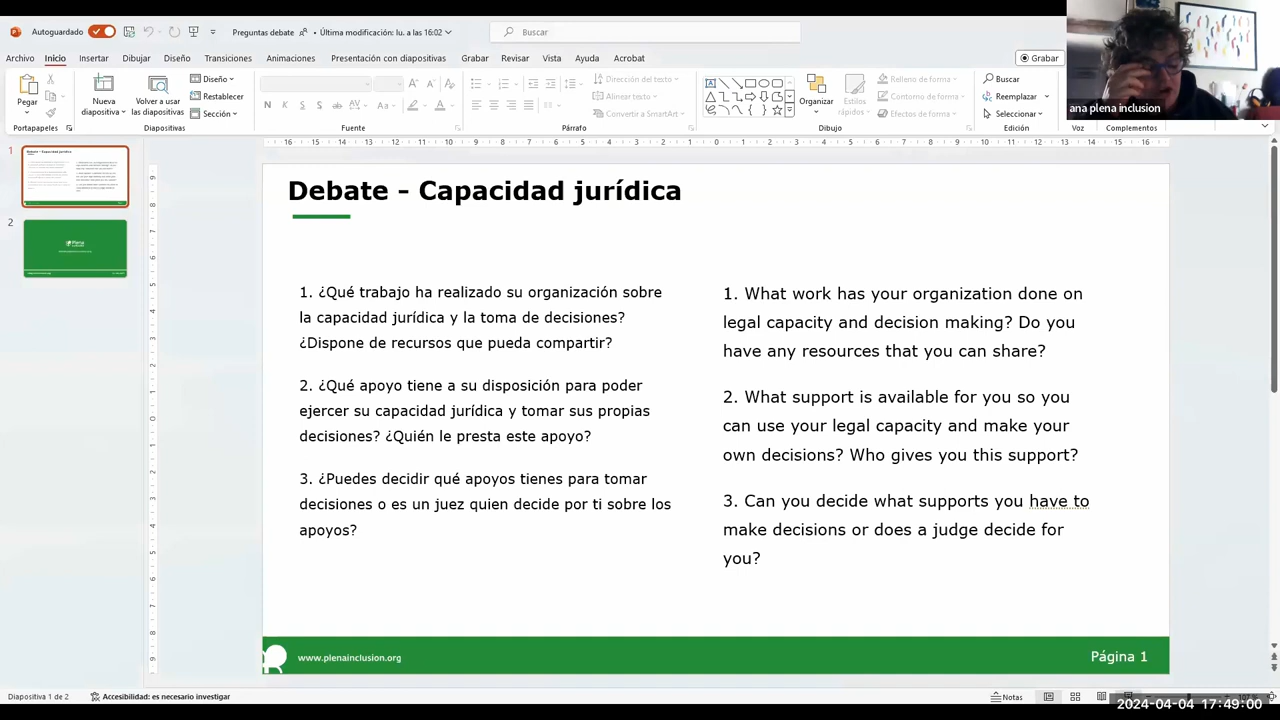 Autoguardado
Preguntas debate
• Última modificación: lu. a las 16:02
Buscar
Archivo Inicio Insertar Dibujar Diseño Transiciones Animaciones Presentación con diapositivas Grabar Revisar Vista Ayuda Acrobat
Grabar
Pegar
Nueva diapositiva
Volver a usar las diapositivas
Diseño
Restablecer
Sección
Dirección del texto
Alinear texto
Convertir a SmartArt
Organizar
Estilos rápidos
Relleno de forma
Contorno de forma
Efectos de forma
Buscar
Reemplazar
Seleccionar
ana plena inclusion
Portapapeles Diapositivas Fuente Párrafo Dibujo Edición Voz Complementos
1
2
Debate – Capacidad jurídica
1. ¿Qué trabajo ha realizado su organización sobre
la capacidad jurídica y la toma de decisiones?
¿Dispone de recursos que pueda compartir?
2. ¿Qué apoyo tiene a su disposición para poder
ejercer su capacidad jurídica y tomar sus propias
decisiones? ¿Quién le presta este apoyo?
3. ¿Puedes decidir qué apoyos tienes para tomar
decisiones o es un juez quien decide por ti sobre los
apoyos?
1. What work has your organization done on
legal capacity and decision making? Do you
have any resources that you can share?
2. What support is available for you so you
can use your legal capacity and make your
own decisions? Who gives you this support?
3. Can you decide what supports you have to
make decisions or does a judge decide for
you?
www.plenainclusion.org
Página 1
Diapositiva 1 de 2
Accesibilidad: es necesario investigar
Notas
2024-04-04 17:49:00